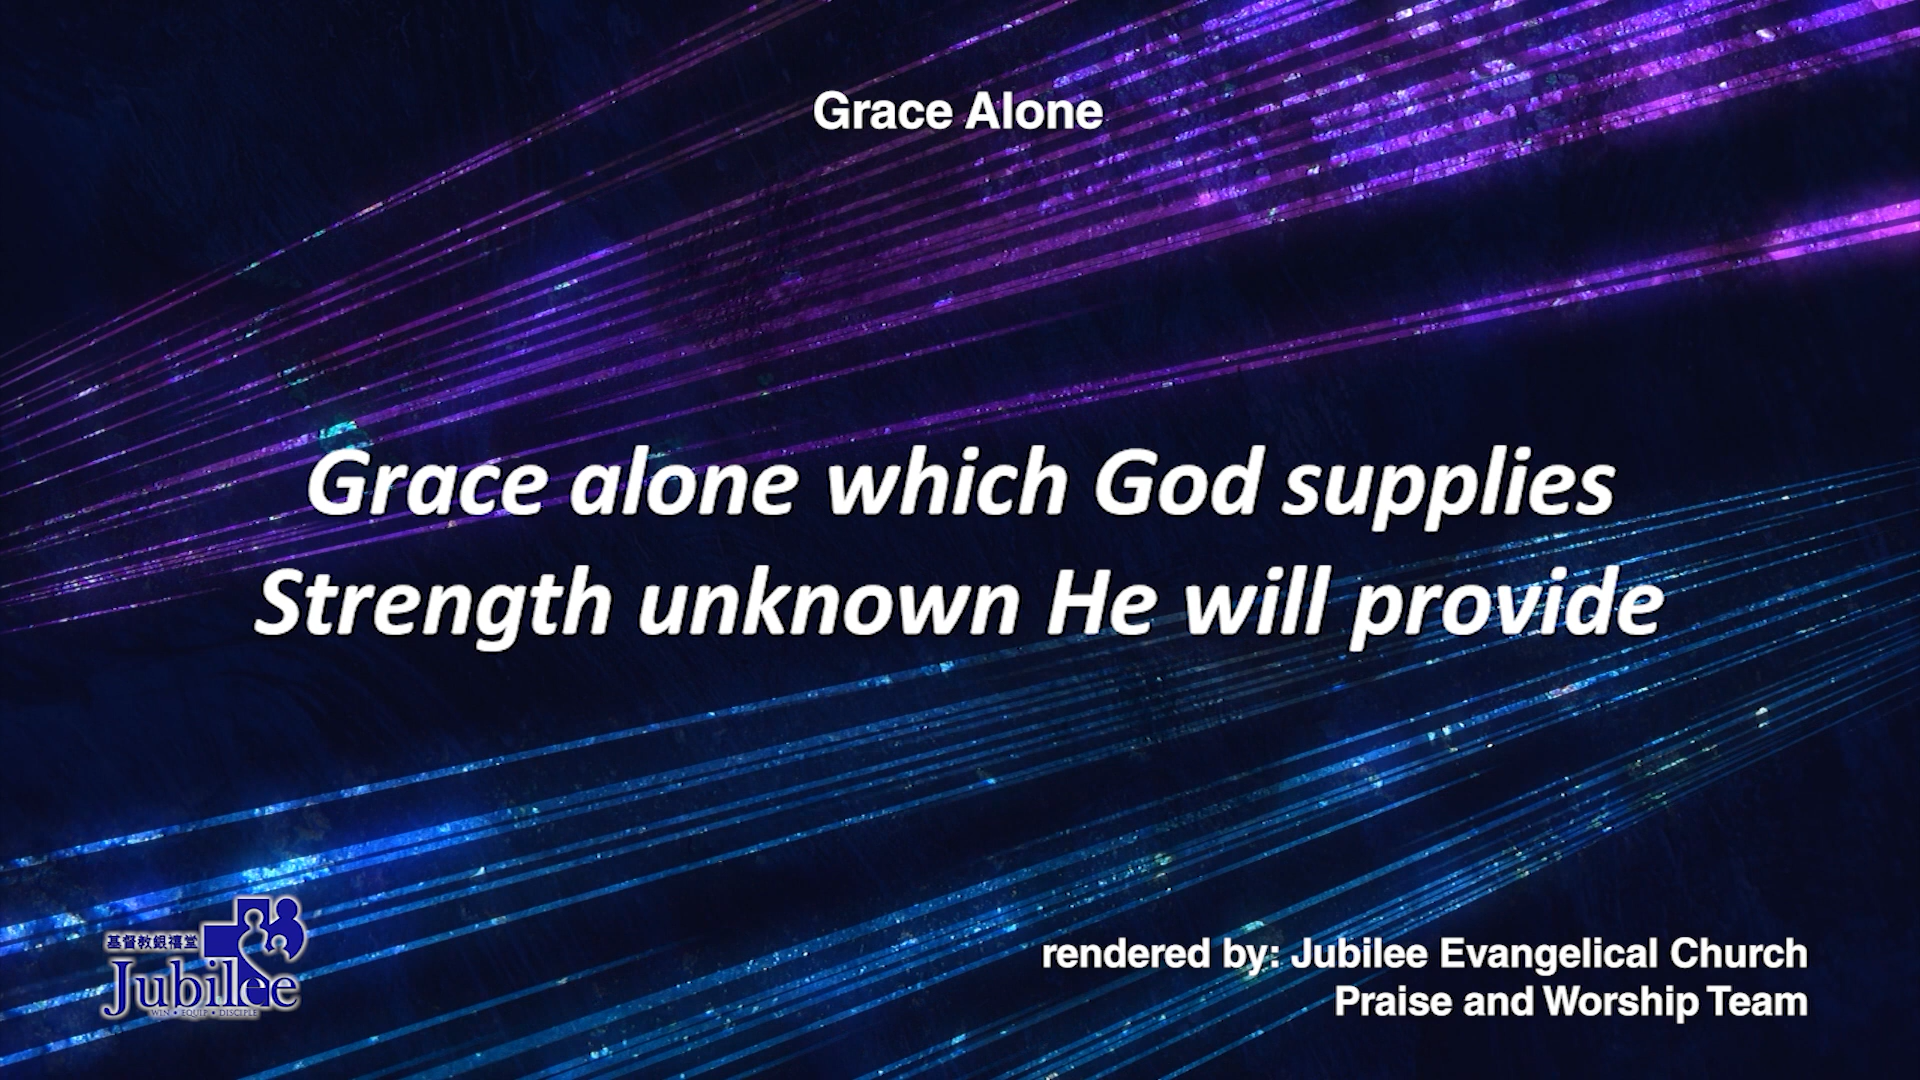 Grace Alone
Grace alone which God supplies
Strength unknown He will provide
基督教銀禧堂
Jubilee
WIN • EQUIP • DISCIPLE
rendered by: Jubilee Evangelical Church
Praise and Worship Team